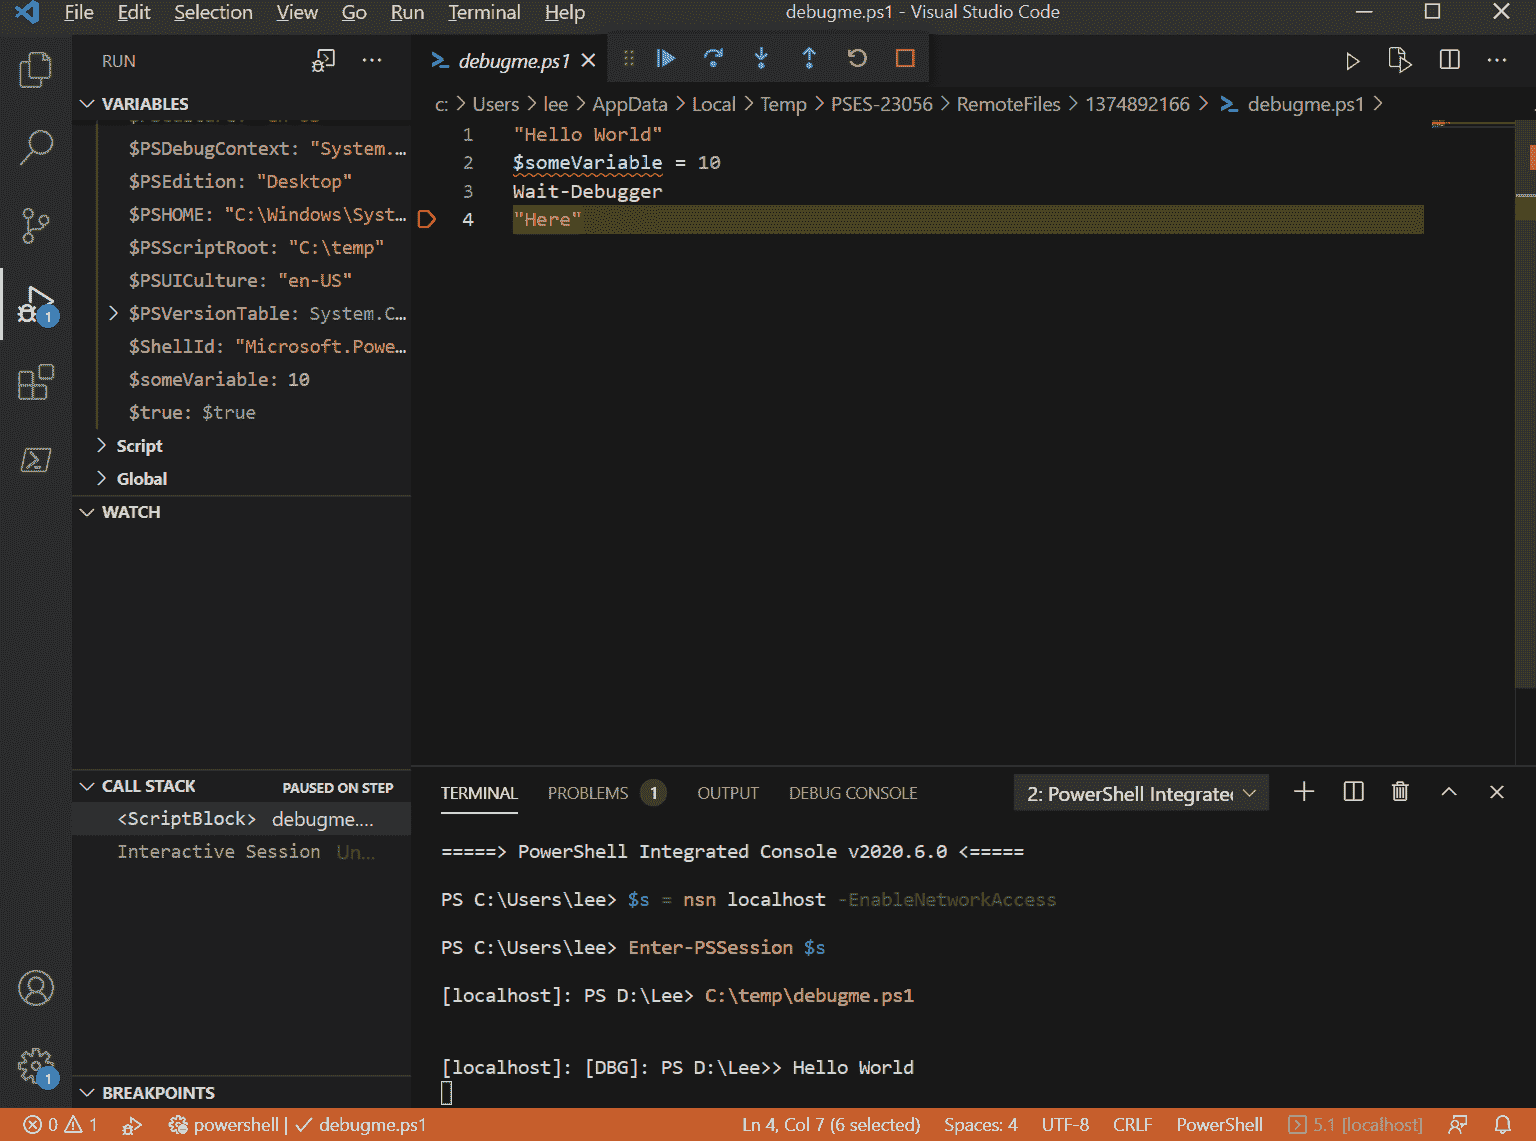 File Edit Selection View Go Run Terminal Help debugme.ps1 - Visual Studio Code
RUN
debugme.ps1
VARIABLES
$PSDebugContext: "System....
$PSEdition: "Desktop"
$PSHOME: "C:\Windows\Syst...
$PSScriptRoot: "C:\temp"
$PSUICulture: "en-US"
$PSVersionTable: System.C...
$ShellId: "Microsoft.Powe...
$someVariable: 10
$true: $true
Script
Global
WATCH
CALL STACK PAUSED ON STEP
<ScriptBlock> debugme....
Interactive Session Un...
BREAKPOINTS
c: > Users > lee > AppData > Local > Temp > PSES-23056 > RemoteFiles > 1374892166 > debugme.ps1 >
1 "Hello World"
2 $someVariable = 10
3 Wait-Debugger
4 "Here"
1
TERMINAL PROBLEMS 1 OUTPUT DEBUG CONSOLE 2: PowerShell Integrate
=====> PowerShell Integrated Console v2020.6.0 <=====
PS C:\Users\lee> $s = nsn localhost -EnableNetworkAccess
PS C:\Users\lee> Enter-PSSession $s
[localhost]: PS D:\Lee> C:\temp\debugme.ps1
[localhost]: [DBG]: PS D:\Lee>> Hello World
1
0 1 powershell | ✓ debugme.ps1 Ln 4, Col 7 (6 selected) Spaces: 4 UTF-8 CRLF PowerShell 5.1 [localhost]